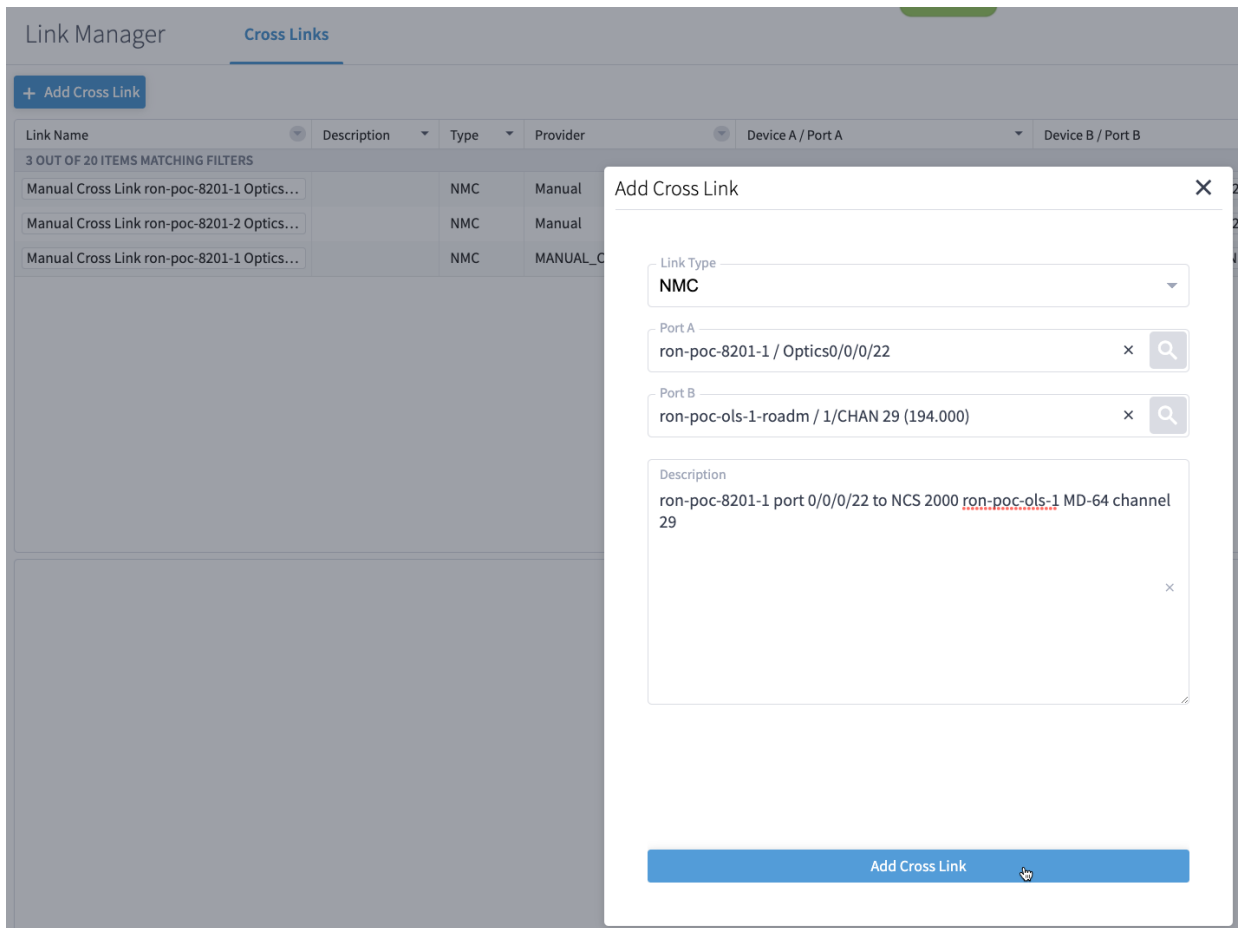 Link Manager
Cross Links
+ Add Cross Link
Link Name
Description
Type
Provider
Device A / Port A
Device B / Port B
3 OUT OF 20 ITEMS MATCHING FILTERS
Manual Cross Link ron-poc-8201-1 Optics...
NMC
Manual
Manual Cross Link ron-poc-8201-2 Optics...
NMC
Manual
Manual Cross Link ron-poc-8201-1 Optics...
NMC
Add Cross Link
Link Type
NMC
Port A
ron-poc-8201-1 / Optics0/0/0/22
Port B
ron-poc-ols-1-roadm / 1/CHAN 29 (194.000)
Description
ron-poc-8201-1 port 0/0/0/22 to NCS 2000 ron-poc-ols-1 MD-64 channel
29
Add Cross Link